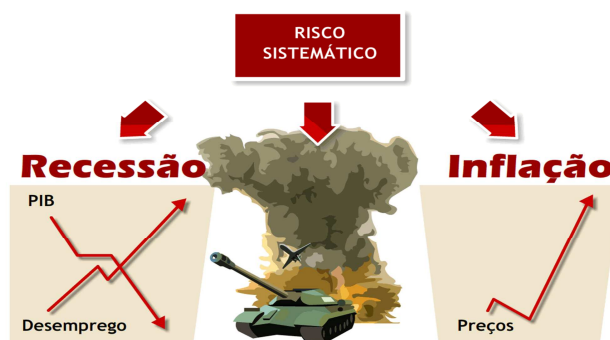 RISCO
SISTEMÁTICO
Recessão
Inflação
PIB
Desemprego
Preços